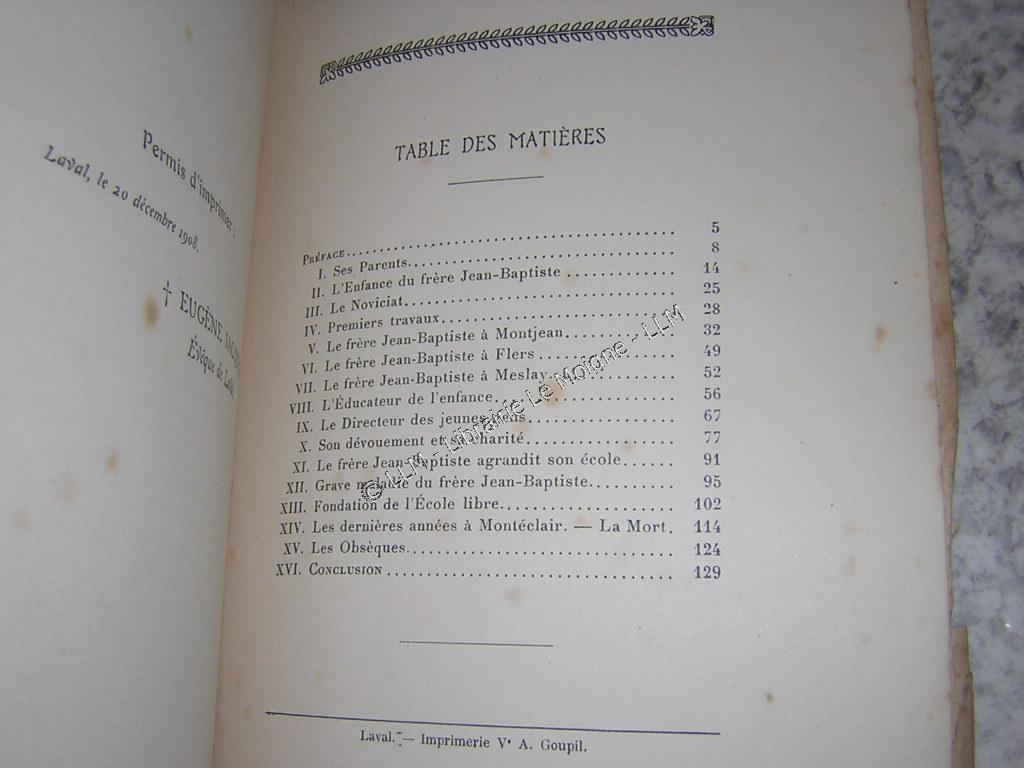 Permis d'imprimer :
Laval, le 20 décembre 1908.
† EUGÈNE
Évêque de
TABLE DES MATIÈRES
PRÉFACE........................................ 5
I. Ses Parents.................................. 8
II. L'Enfance du frère Jean-Baptiste ............ 14
III. Le Noviciat................................ 25
IV. Premiers travaux............................ 28
V. Le frère Jean-Baptiste à Montjean............. 32
VI. Le frère Jean-Baptiste à Flers .............. 49
VII. Le frère Jean-Baptiste à Meslay............. 52
VIII. L'Éducateur de l'enfance................... 56
IX. Le Directeur des jeunes gens................. 67
X. Son dévouement et sa charité.................. 77
XI. Le frère Jean-Baptiste agrandit son école...... 91
XII. Grave maladie du frère Jean-Baptiste.......... 95
XIII. Fondation de l'École libre.................. 102
XIV. Les dernières années à Montéclair. — La Mort. 114
XV. Les Obsèques................................ 124
XVI. CONCLUSION ................................ 129
© LLM - Librairie Le Moigne - LLM
Laval. — Imprimerie Vᵉ A. Goupil.